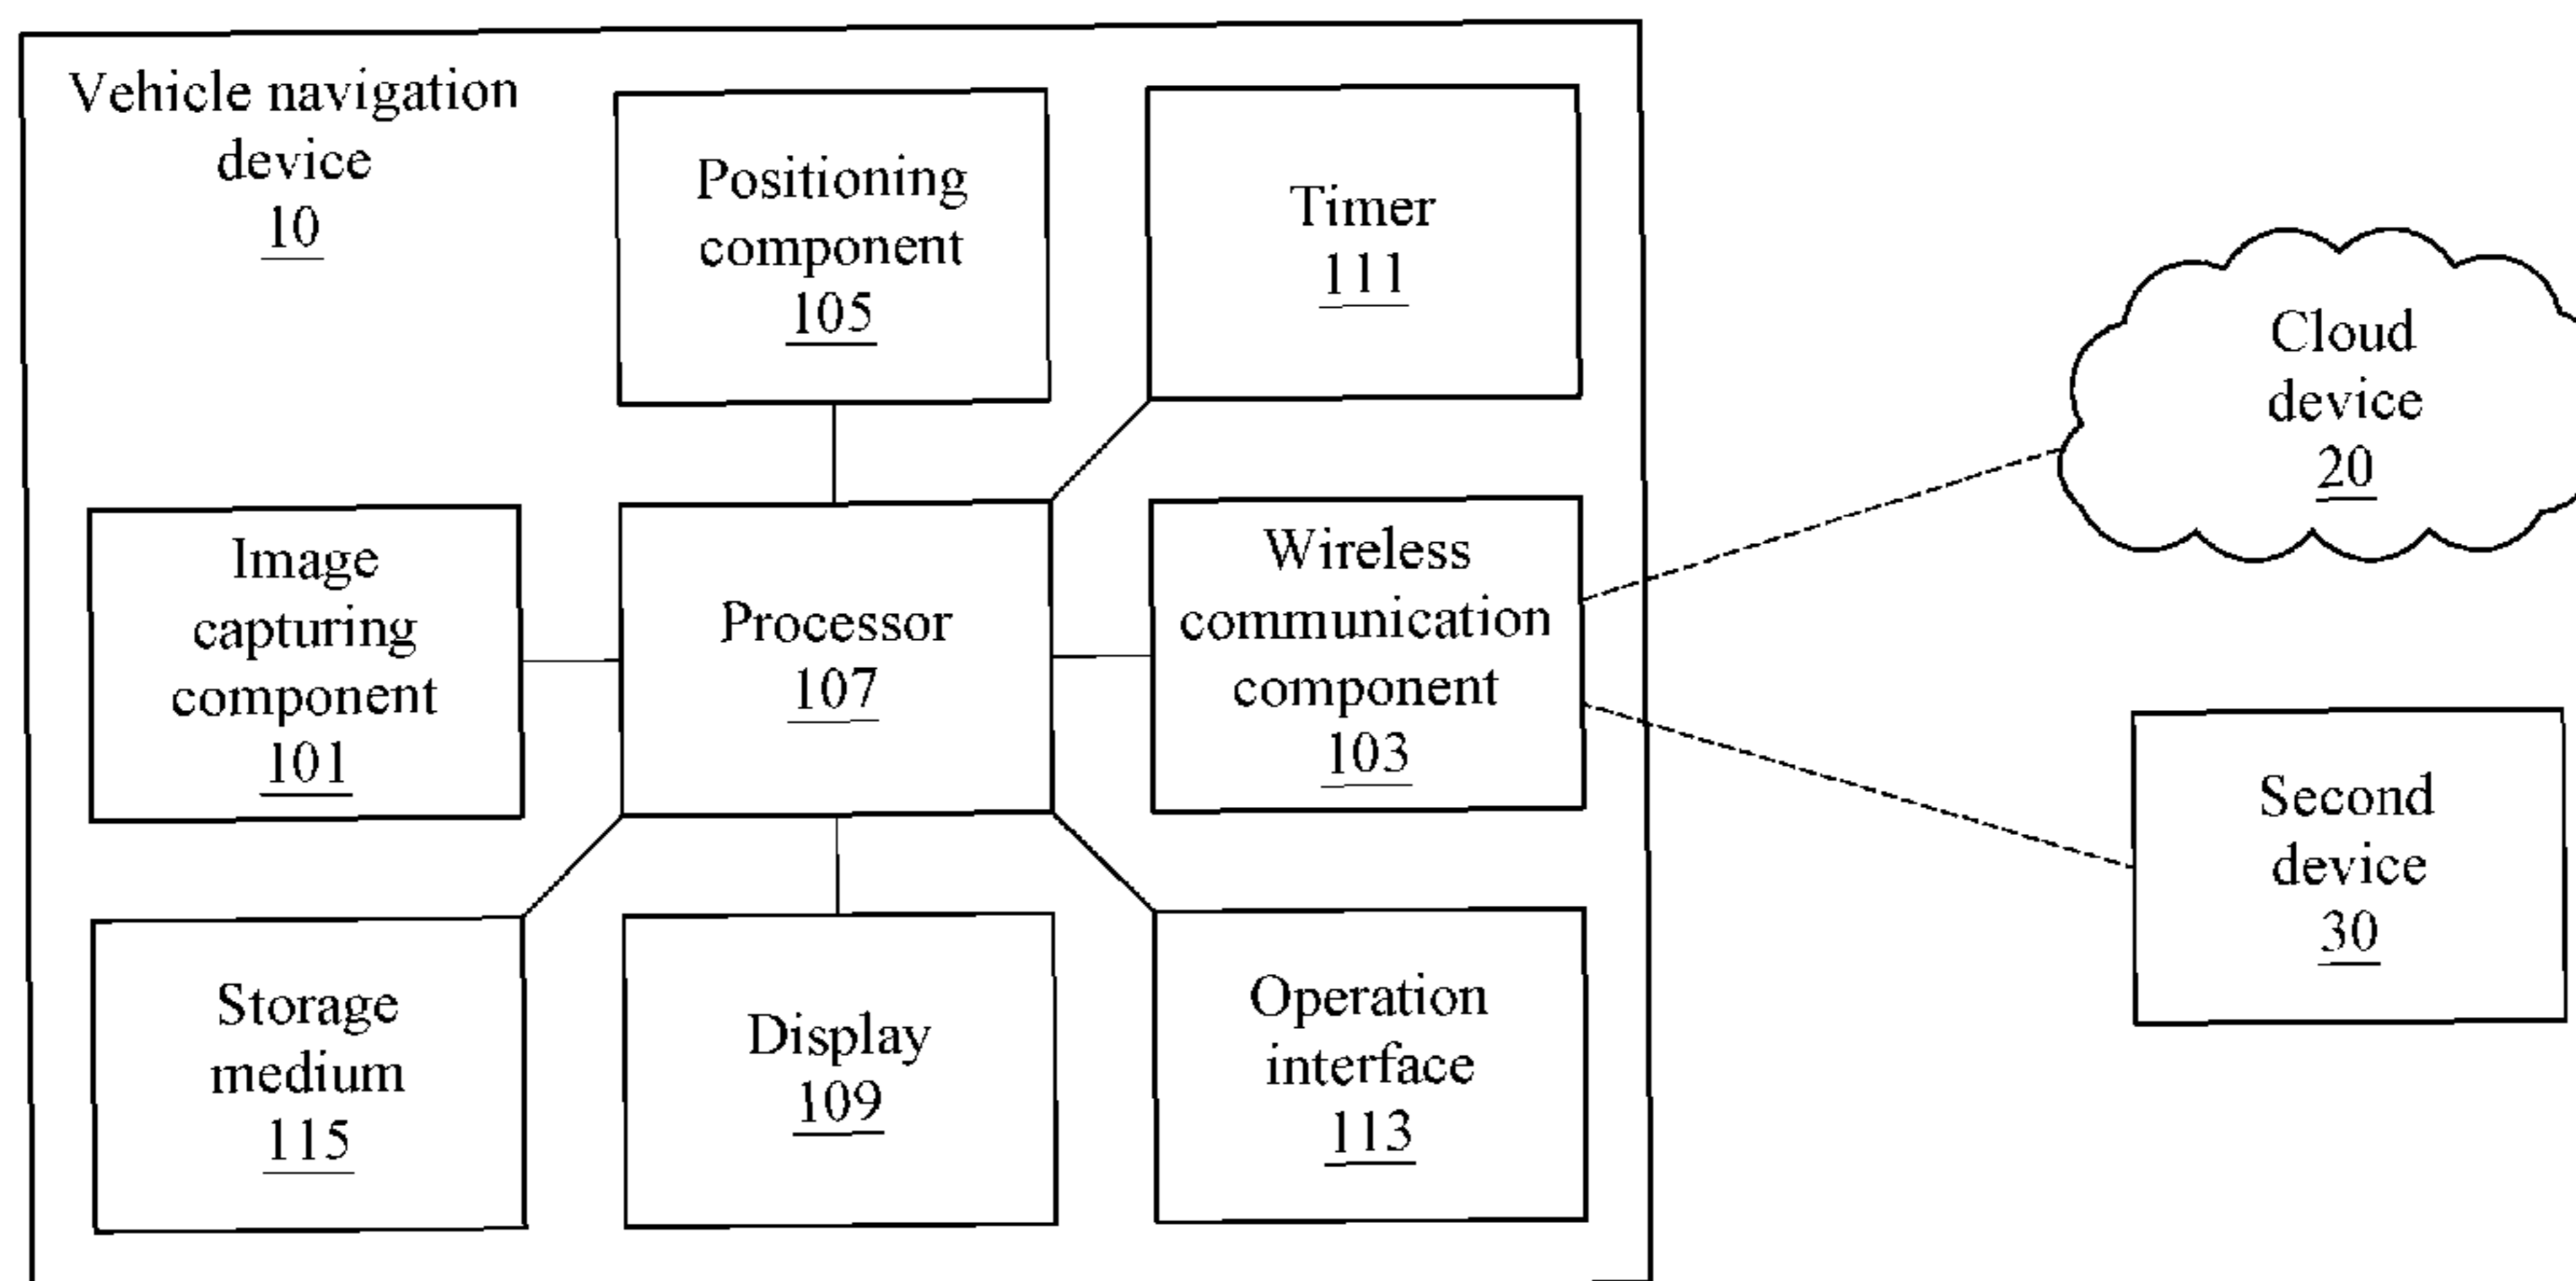 Vehicle navigation
device
10
Positioning
component
105
Timer
111
Image
capturing
component
101
Processor
107
Wireless
communication
component
103
Cloud
device
20
Second
device
30
Storage
medium
115
Display
109
Operation
interface
113